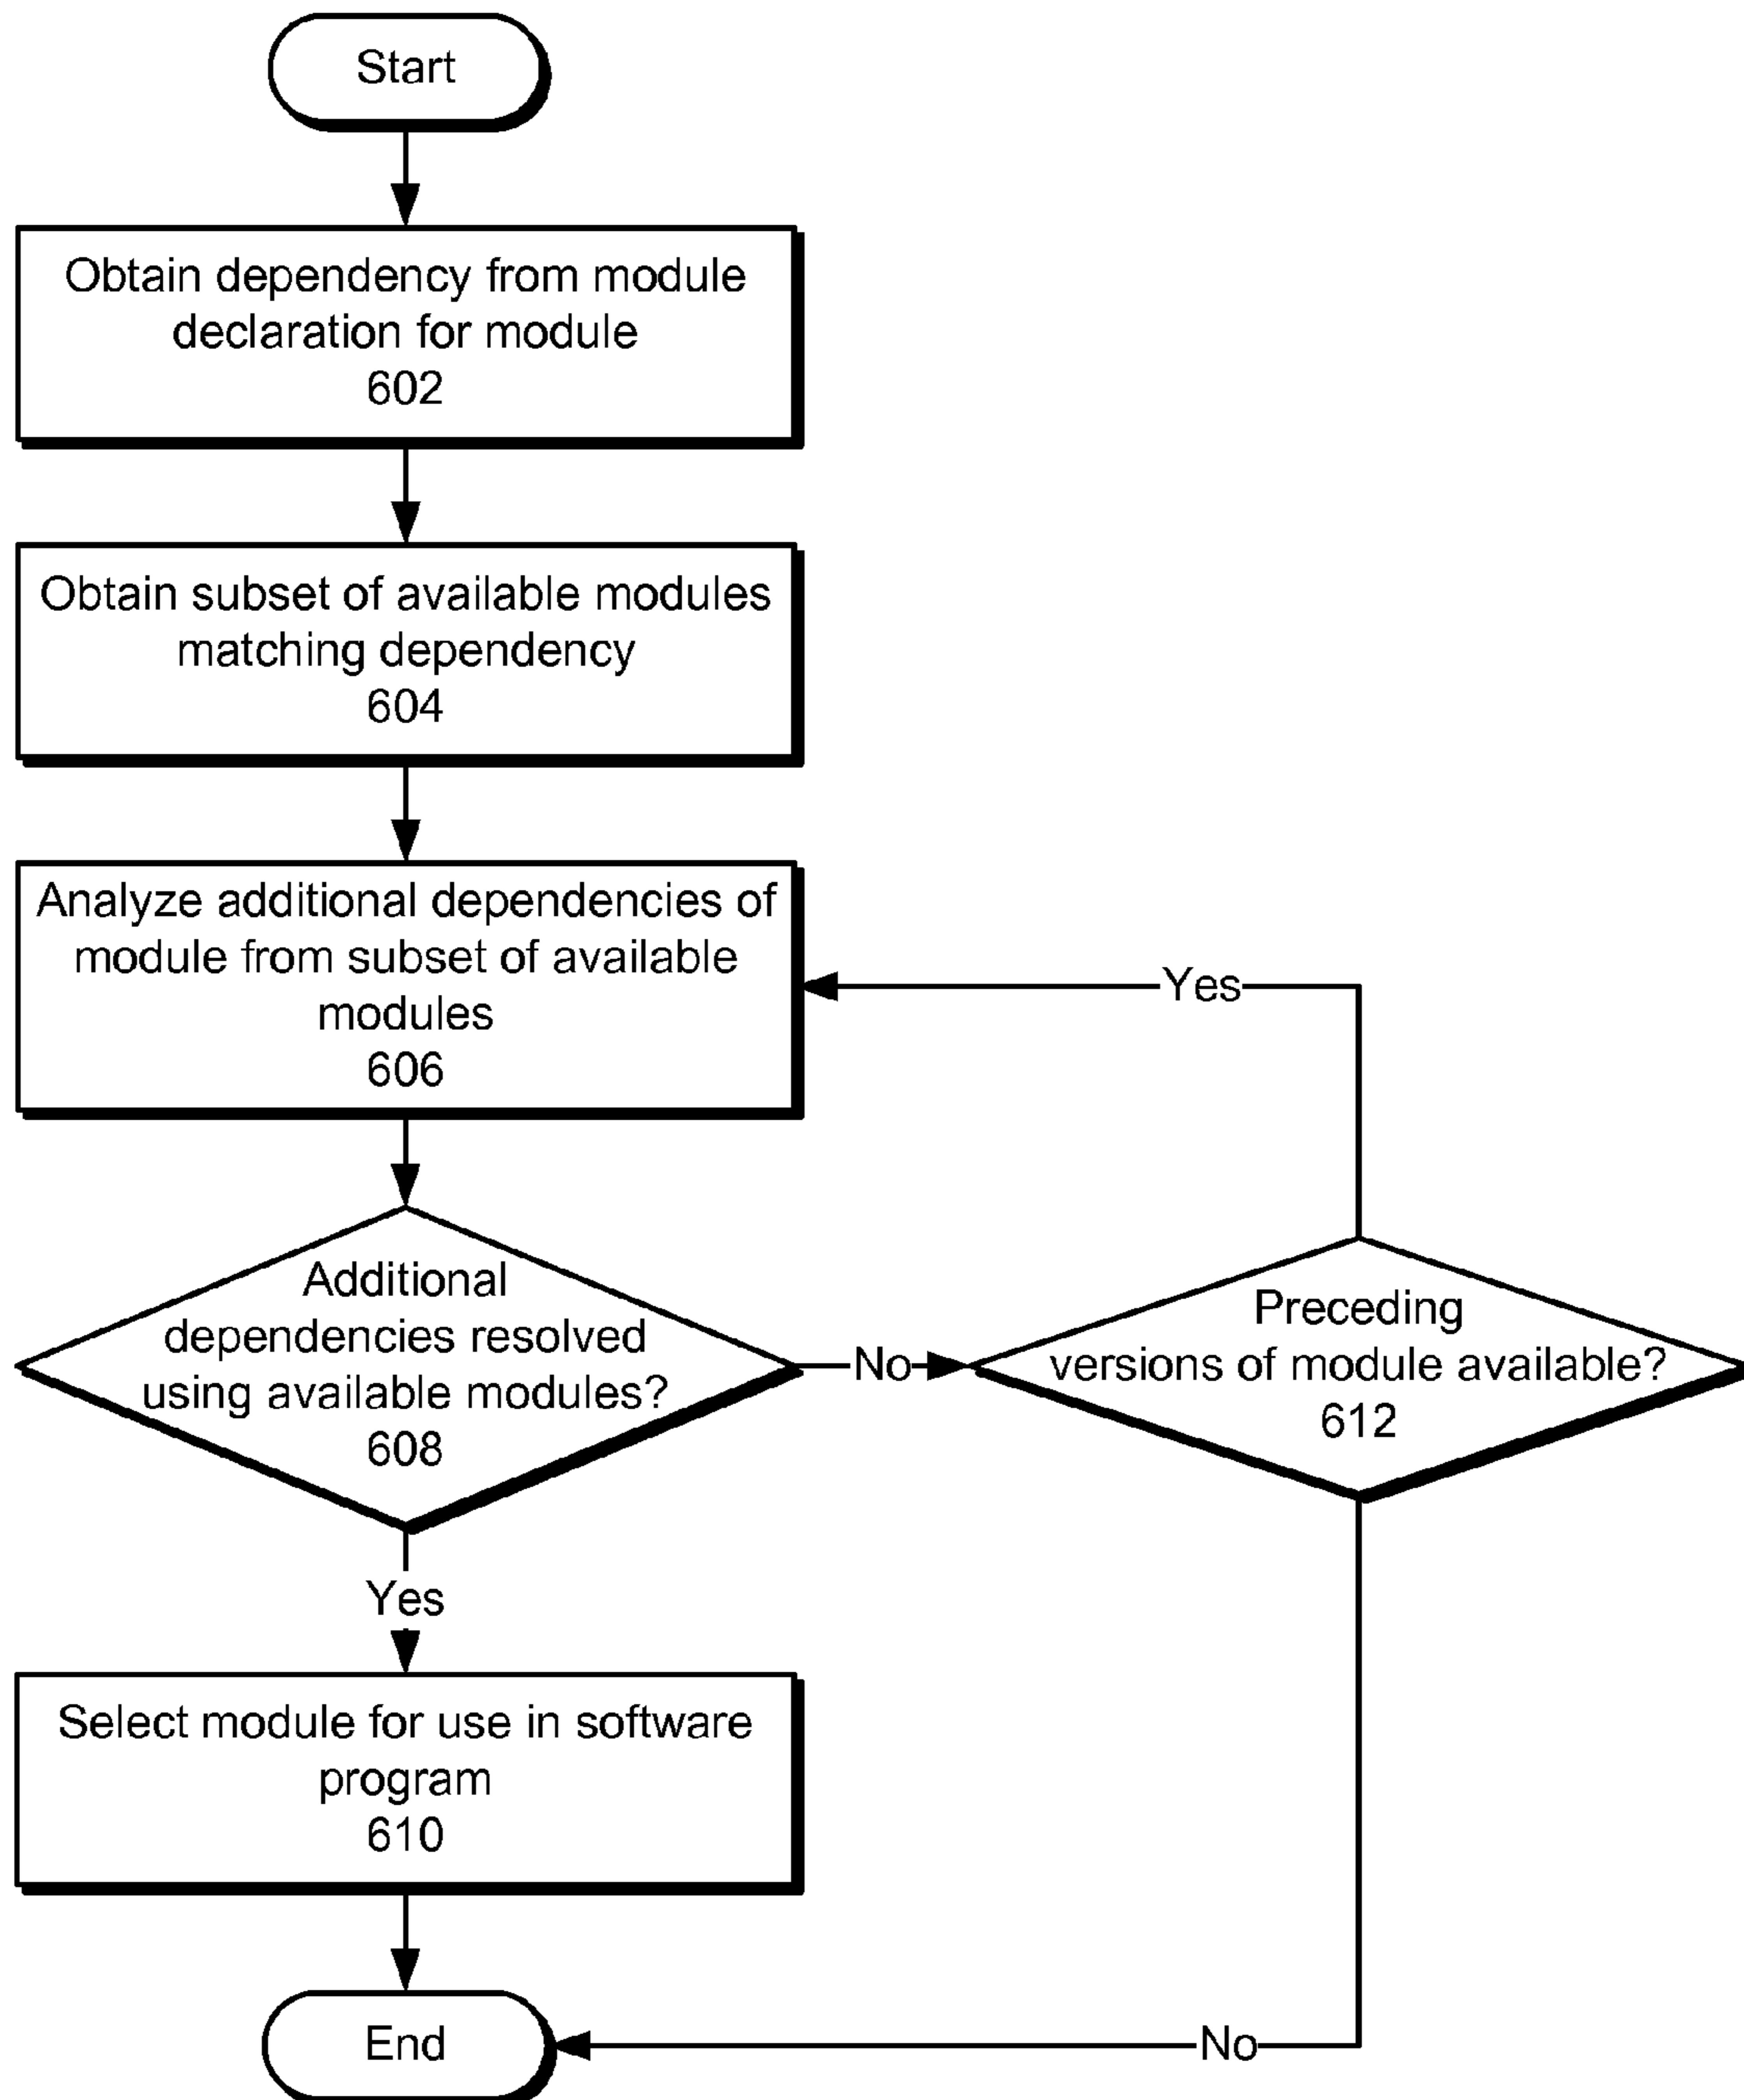 Start
Obtain dependency from module
declaration for module
602
Obtain subset of available modules
matching dependency
604
Analyze additional dependencies of
module from subset of available
modules
606
Yes
Additional
dependencies resolved
using available modules?
608
No
Preceding
versions of module available?
612
Yes
Select module for use in software
program
610
End
No